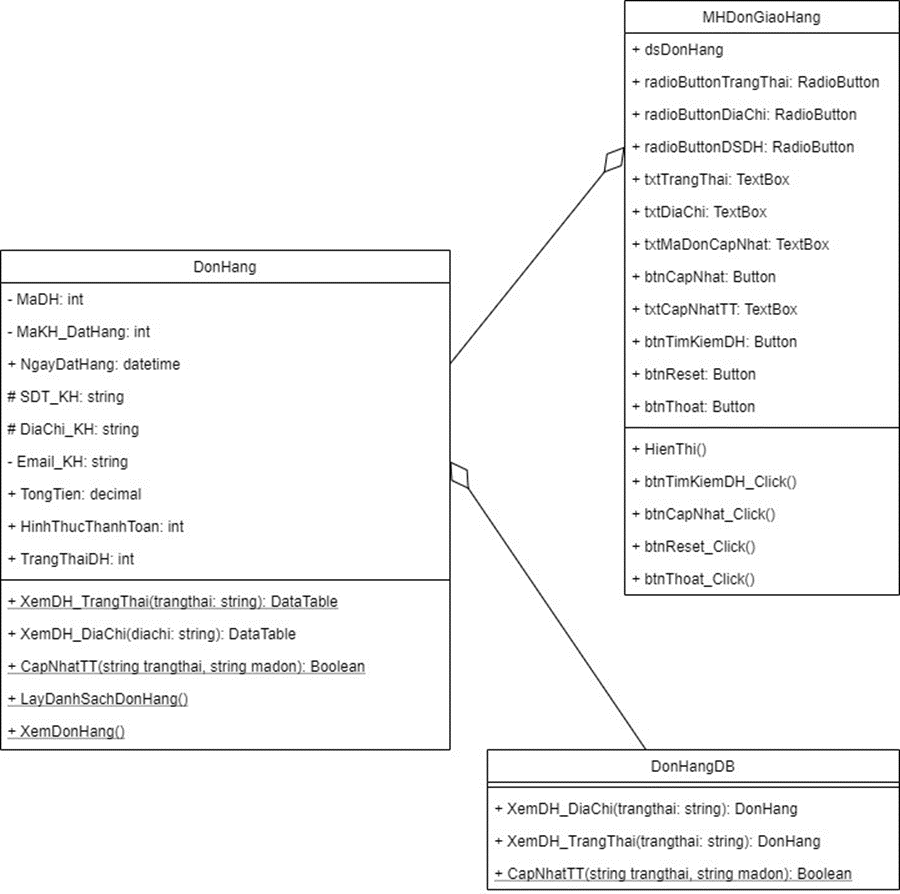 MHDonGiaoHang
+ dsDonHang
+ radioButtonTrangThai: RadioButton
+ radioButtonDiaChi: RadioButton
+ radioButtonDSDH: RadioButton
+ txtTrangThai: TextBox
+ txtDiaChi: TextBox
+ txtMaDonCapNhat: TextBox
+ btnCapNhat: Button
+ txtCapNhatTT: TextBox
+ btnTimKiemDH: Button
+ btnReset: Button
+ btnThoat: Button
+ HienThi()
+ btnTimKiemDH_Click()
+ btnCapNhat_Click()
+ btnReset_Click()
+ btnThoat_Click()
DonHang
- MaDH: int
- MaKH_DatHang: int
+ NgayDatHang: datetime
# SDT_KH: string
# DiaChi_KH: string
- Email_KH: string
+ TongTien: decimal
+ HinhThucThanhToan: int
+ TrangThaiDH: int
+ XemDH_TrangThai(trangthai: string): DataTable
+ XemDH_DiaChi(diachi: string): DataTable
+ CapNhatTT(string trangthai, string madon): Boolean
+ LayDanhSachDonHang()
+ XemDonHang()
DonHangDB
+ XemDH_DiaChi(trangthai: string): DonHang
+ XemDH_TrangThai(trangthai: string): DonHang
+ CapNhatTT(string trangthai, string madon): Boolean